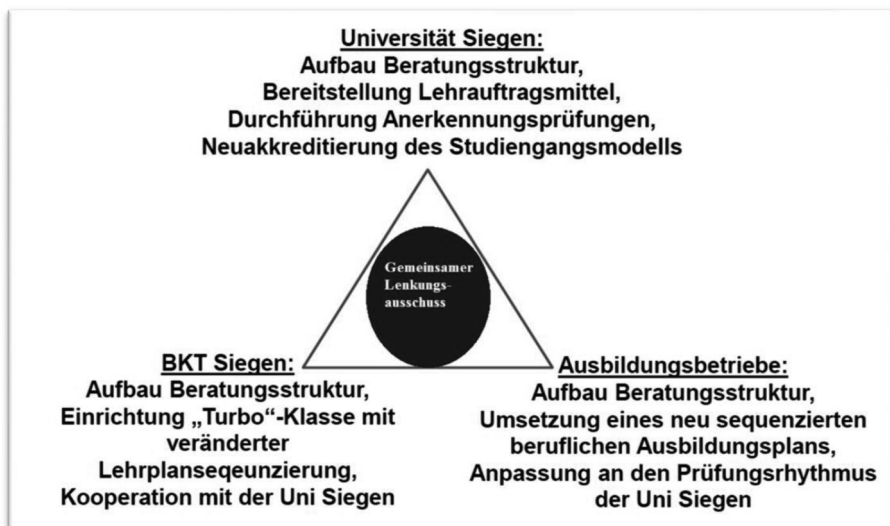 Universität Siegen:
Aufbau Beratungsstruktur,
Bereitstellung Lehrauftragsmittel,
Durchführung Anerkennungsprüfungen,
Neuakkreditierung des Studiengangsmodells
Gemeinsamer
Lenkungs-
ausschuss
BKT Siegen:
Aufbau Beratungsstruktur,
Einrichtung „Turbo“-Klasse mit
veränderter
Lehrplanseqeunzierung,
Kooperation mit der Uni Siegen
Ausbildungsbetriebe:
Aufbau Beratungsstruktur,
Umsetzung eines neu sequenzierten
beruflichen Ausbildungsplans,
Anpassung an den Prüfungsrhythmus
der Uni Siegen